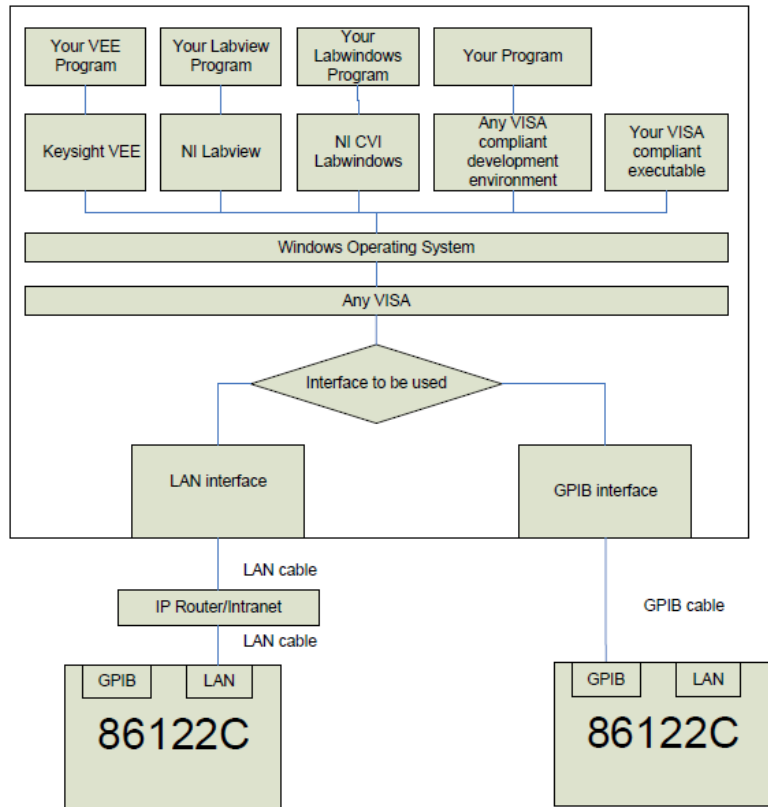 Your VEE
Program
Your Labview
Program
Your
Labwindows
Program
Your Program
Keysight VEE
NI Labview
NI CVI
Labwindows
Any VISA
compliant
development
environment
Your VISA
compliant
executable
Windows Operating System
Any VISA
Interface to be used
LAN interface
GPIB interface
LAN cable
IP Router/Intranet
GPIB cable
LAN cable
GPIB
LAN
86122C
GPIB
LAN
86122C